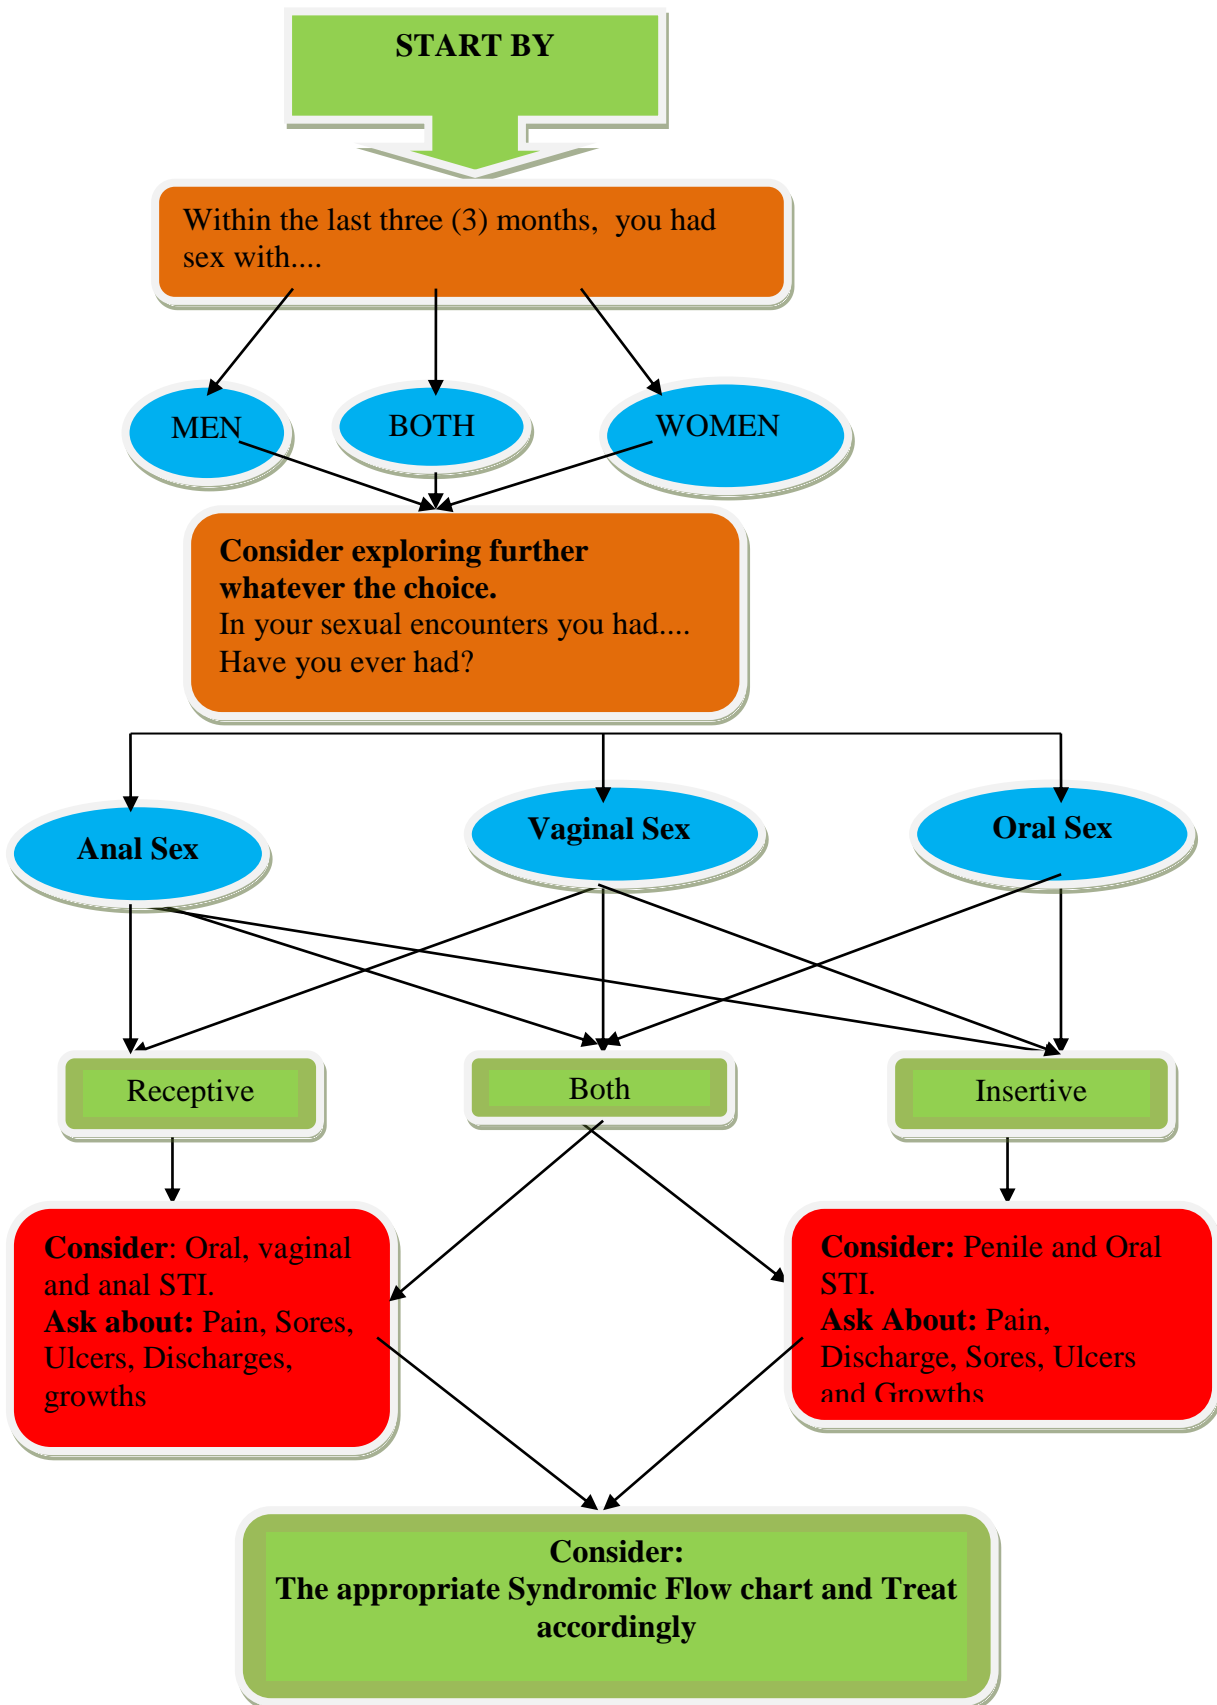 START BY
Within the last three (3) months,  you had
sex with....
MEN
BOTH
WOMEN
Consider exploring further
whatever the choice.
In your sexual encounters you had....
Have you ever had?
Anal Sex
Vaginal Sex
Oral Sex
Receptive
Both
Insertive
Consider: Oral, vaginal
and anal STI.
Ask about: Pain, Sores,
Ulcers, Discharges,
growths
Consider: Penile and Oral
STI.
Ask About: Pain,
Discharge, Sores, Ulcers
and Growths
Consider:
The appropriate Syndromic Flow chart and Treat
accordingly